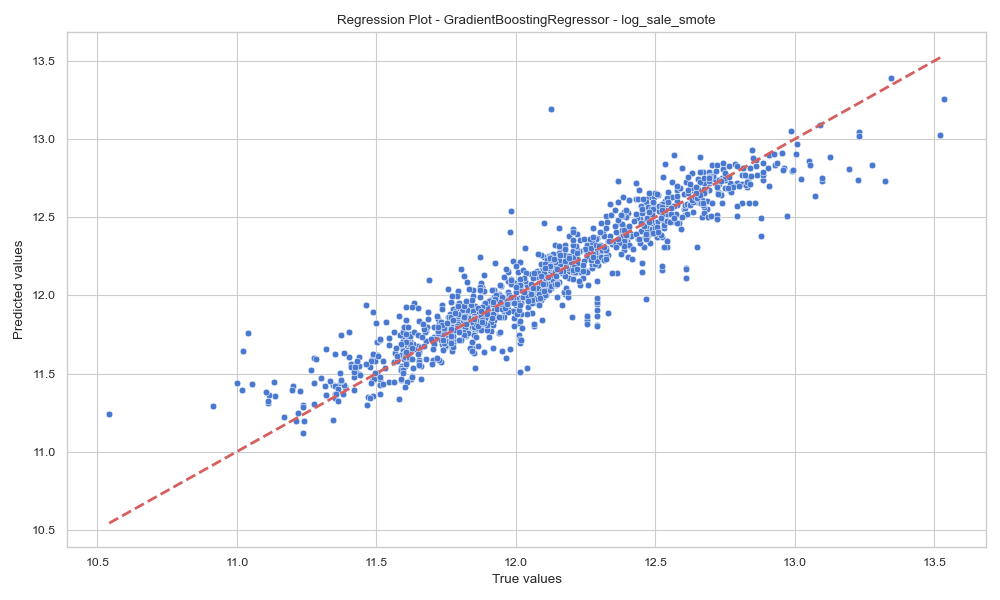 Regression Plot - GradientBoostingRegressor - log_sale_smote
Predicted values
13.5
13.0
12.5
12.0
11.5
11.0
10.5
10.5 11.0 11.5 12.0 12.5 13.0 13.5
True values